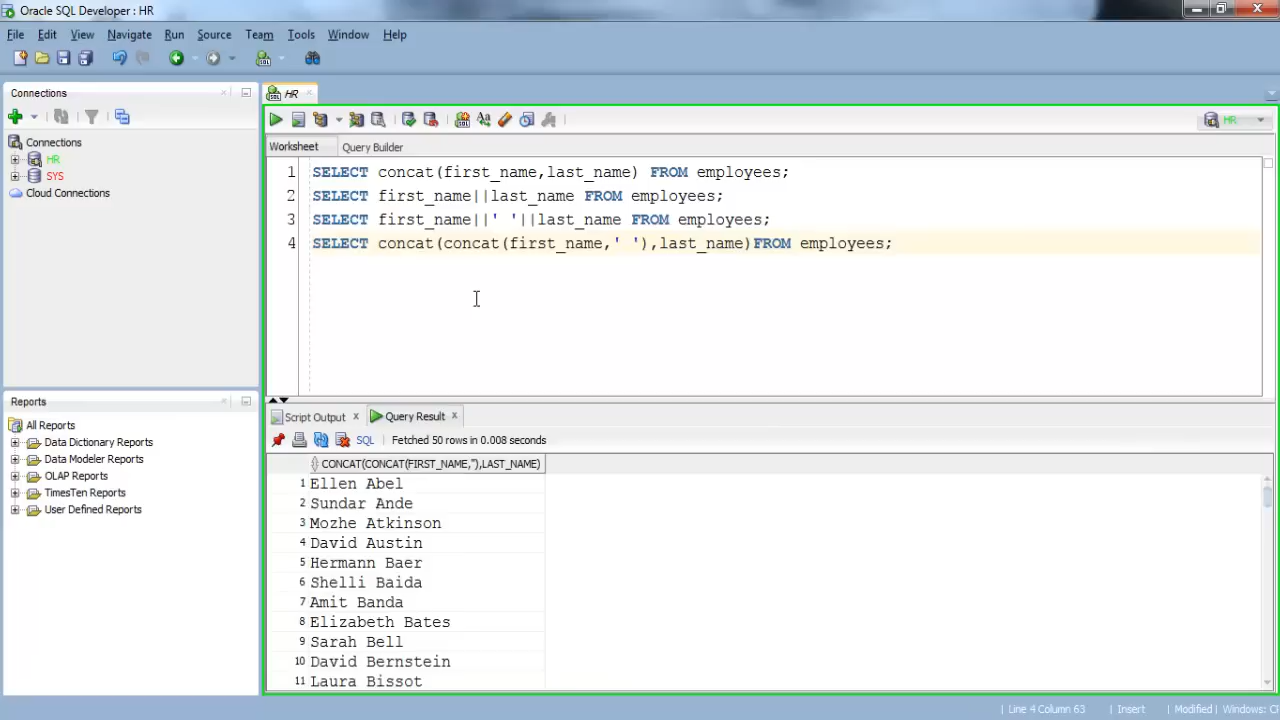 Oracle SQL Developer : HR
File Edit View Navigate Run Source Team Tools Window Help
Connections
HR
HR
Worksheet Query Builder
Connections
HR
SYS
Cloud Connections
1 SELECT concat(first_name,last_name) FROM employees;
2 SELECT first_name||last_name FROM employees;
3 SELECT first_name||' '||last_name FROM employees;
4 SELECT concat(concat(first_name,' '),last_name)FROM employees;
Reports
All Reports
Data Dictionary Reports
Data Modeler Reports
OLAP Reports
TimesTen Reports
User Defined Reports
Script Output Query Result
SQL Fetched 50 rows in 0.008 seconds
CONCAT(CONCAT(FIRST_NAME,''),LAST_NAME)
1 Ellen Abel
2 Sundar Ande
3 Mozhe Atkinson
4 David Austin
5 Hermann Baer
6 Shelli Baida
7 Amit Banda
8 Elizabeth Bates
9 Sarah Bell
10 David Bernstein
11 Laura Bissot
Line 4 Column 63 Insert Modified Windows: Cl